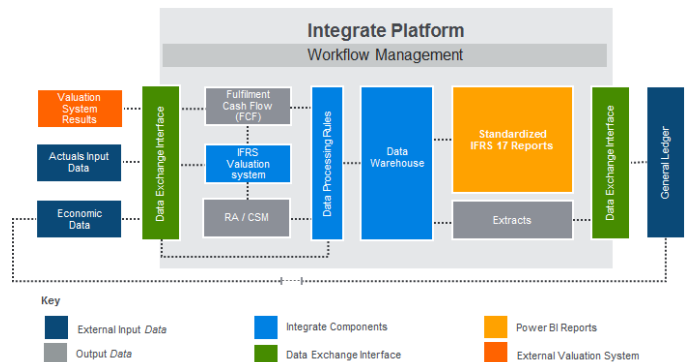 Integrate Platform
Workflow Management
Valuation
System
Results
Actuals Input
Data
Economic
Data
Data Exchange Interface
Fulfilment
Cash Flow
(FCF)
IFRS
Valuation
system
RA / CSM
Data Processing Rules
Data
Warehouse
Standardized
IFRS 17 Reports
Extracts
Data Exchange Interface
General Ledger
Key
External Input Data
Integrate Components
Power BI Reports
Output Data
Data Exchange Interface
External Valuation System